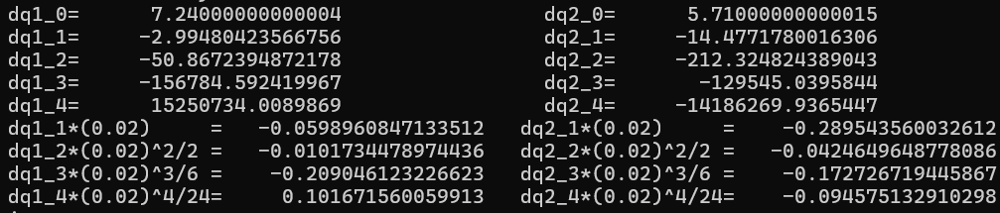 dq1_0=      7.24000000000004                 dq2_0=      5.71000000000015
dq1_1=     -2.99480423566756                 dq2_1=     -14.4771780016306
dq1_2=     -50.8672394872178                 dq2_2=     -212.324824389043
dq1_3=     -156784.592419967                 dq2_3=       -129545.0395844
dq1_4=      15250734.0089869                 dq2_4=     -14186269.9365447
dq1_1*(0.02)     =   -0.0598960847133512   dq2_1*(0.02)     =    -0.289543560032612
dq1_2*(0.02)^2/2 =   -0.0101734478974436   dq2_2*(0.02)^2/2 =   -0.0424649648778086
dq1_3*(0.02)^3/6 =    -0.209046123226623   dq2_3*(0.02)^3/6 =    -0.172726719445867
dq1_4*(0.02)^4/24=     0.101671560059913   dq2_4*(0.02)^4/24=   -0.094575132910298